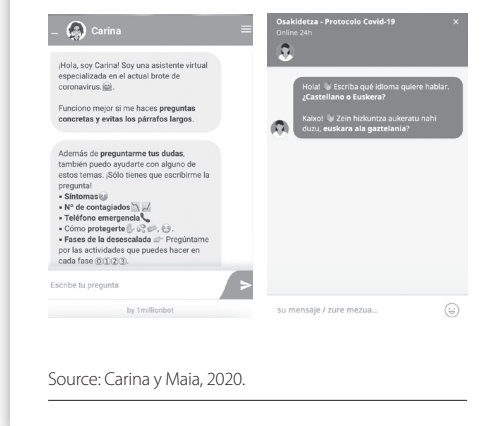 Carina
¡Hola, soy Carina! Soy una asistente virtual
especializada en el actual brote de
coronavirus.
Funciono mejor si me haces preguntas
concretas y evitas los párrafos largos.
Además de preguntarme tus dudas,
también puedo ayudarte con alguno de
estos temas. ¡Sólo tienes que escribirme la
pregunta!
• Síntomas
• Nº de contagiados
• Teléfono emergencia
• Cómo protegerte
• Fases de la desescalada Pregúntame
por las actividades que puedes hacer en
cada fase 0 1 2 3.
Escribe tu pregunta
by 1millionbot
Osakidetza - Protocolo Covid-19
Online 24h
Hola! Escriba qué idioma quiere hablar.
¿Castellano o Euskera?
Kaixo! Zein hizkuntza aukeratu nahi
duzu, euskara ala gaztelania?
su mensaje / zure mezua...
Source: Carina y Maia, 2020.